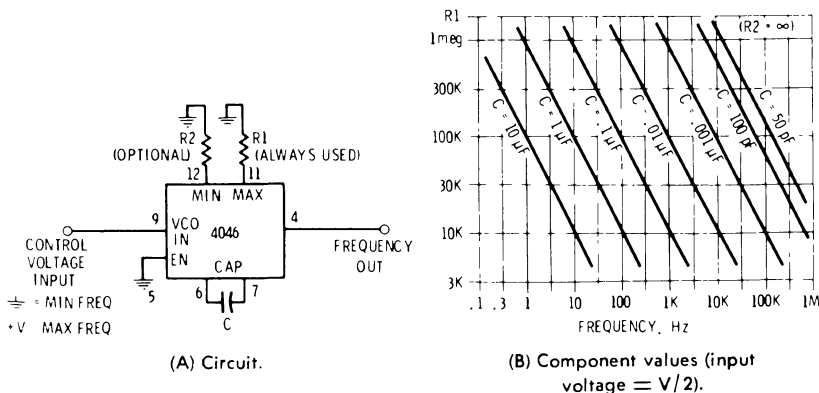 R2
(OPTIONAL)
R1
(ALWAYS USED)
12
11
MIN
MAX
9
VCO
IN
4046
4
EN
CAP
5
6
7
C
CONTROL
VOLTAGE
INPUT
FREQUENCY
OUT
= MIN FREQ
+V MAX FREQ
(A) Circuit.
R1
1 meg
300K
100K
30K
10K
3K
(R2 = ∞)
C = 10 µF
C = 1 µF
C = .1 µF
C = .01 µF
C = .001 µF
C = 100 pF
C = 50 pF
.1 .3 1 10 100 1K 10K 100K 1M
FREQUENCY, Hz
(B) Component values (input
voltage = V/2).